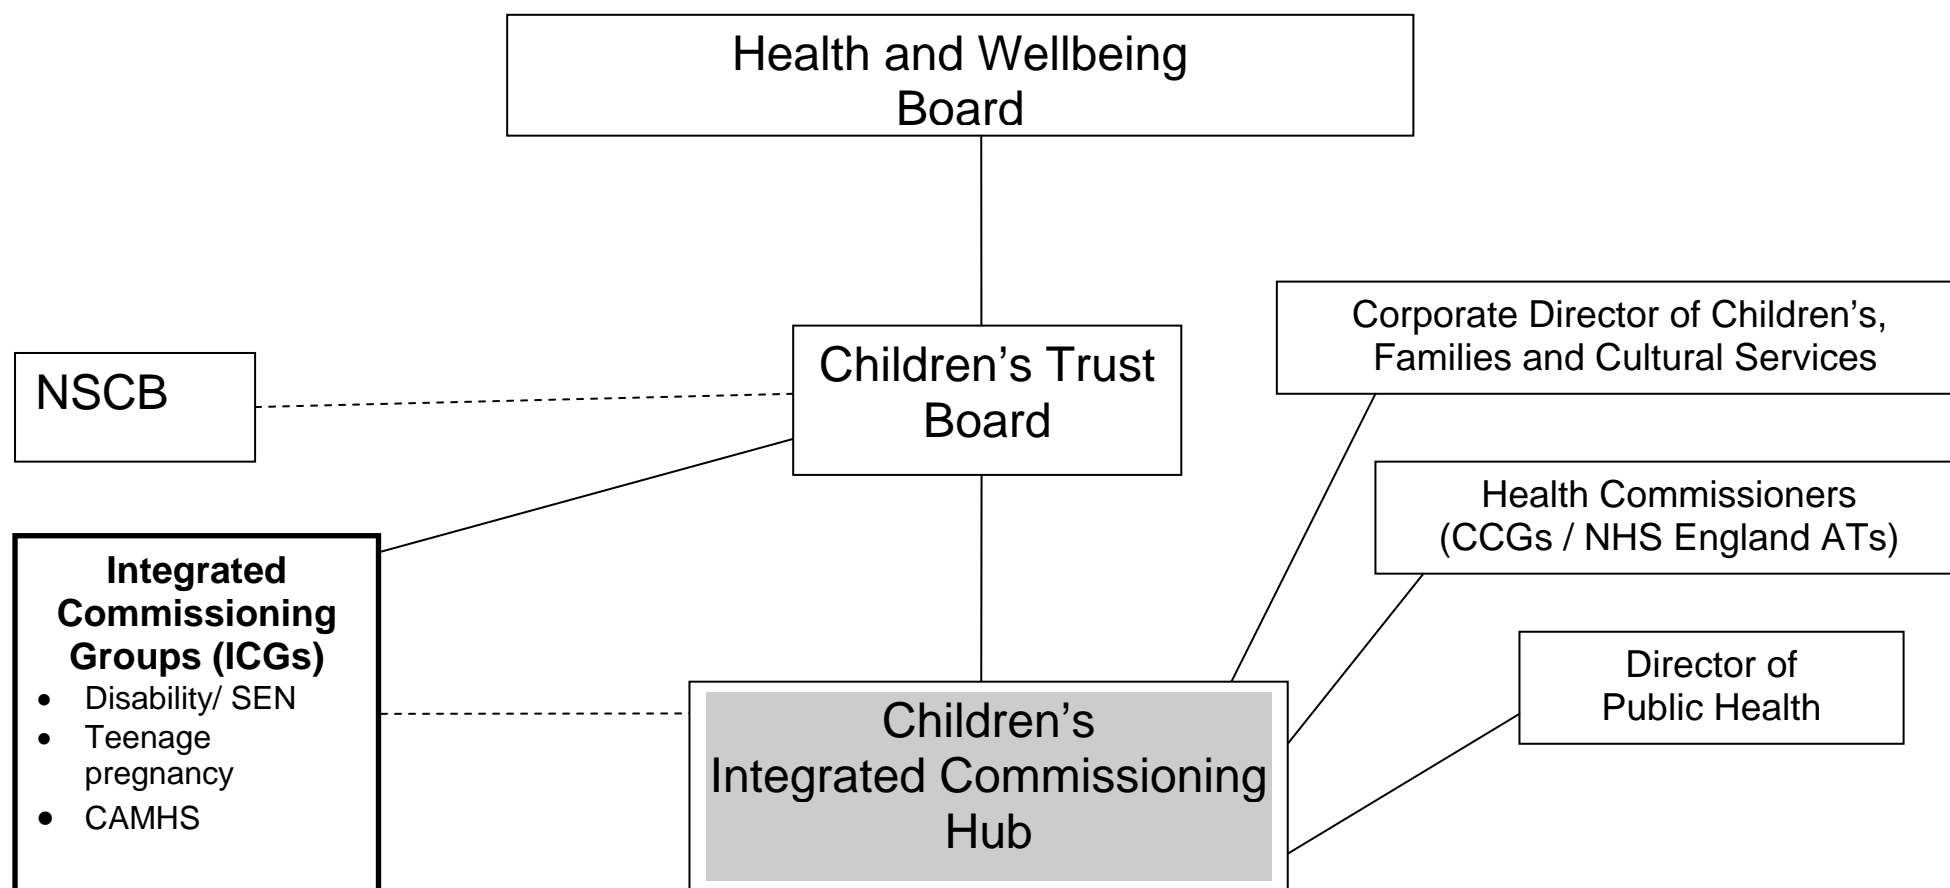 Health and Wellbeing
Board
Corporate Director of Children’s,
Families and Cultural Services
Children’s Trust
Board
NSCB
Health Commissioners
(CCGs / NHS England ATs)
Integrated
Commissioning
Groups (ICGs)
• Disability/ SEN
• Teenage
pregnancy
• CAMHS
Director of
Public Health
Children’s
Integrated Commissioning
Hub